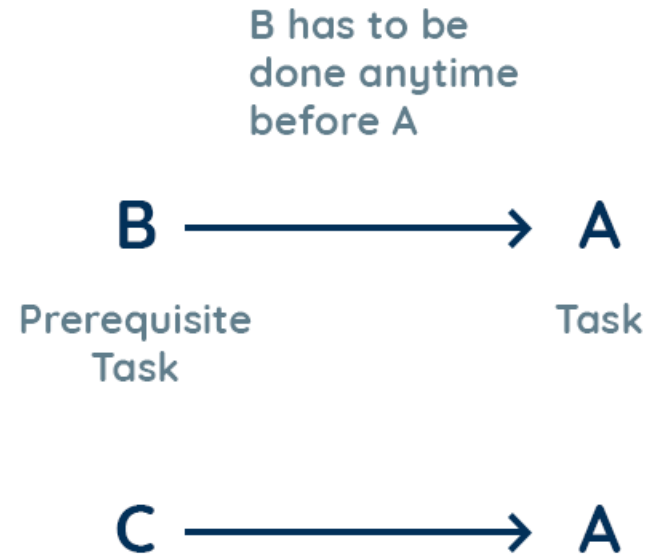 B has to be
done anytime
before A
B A
Prerequisite Task
Task
C A